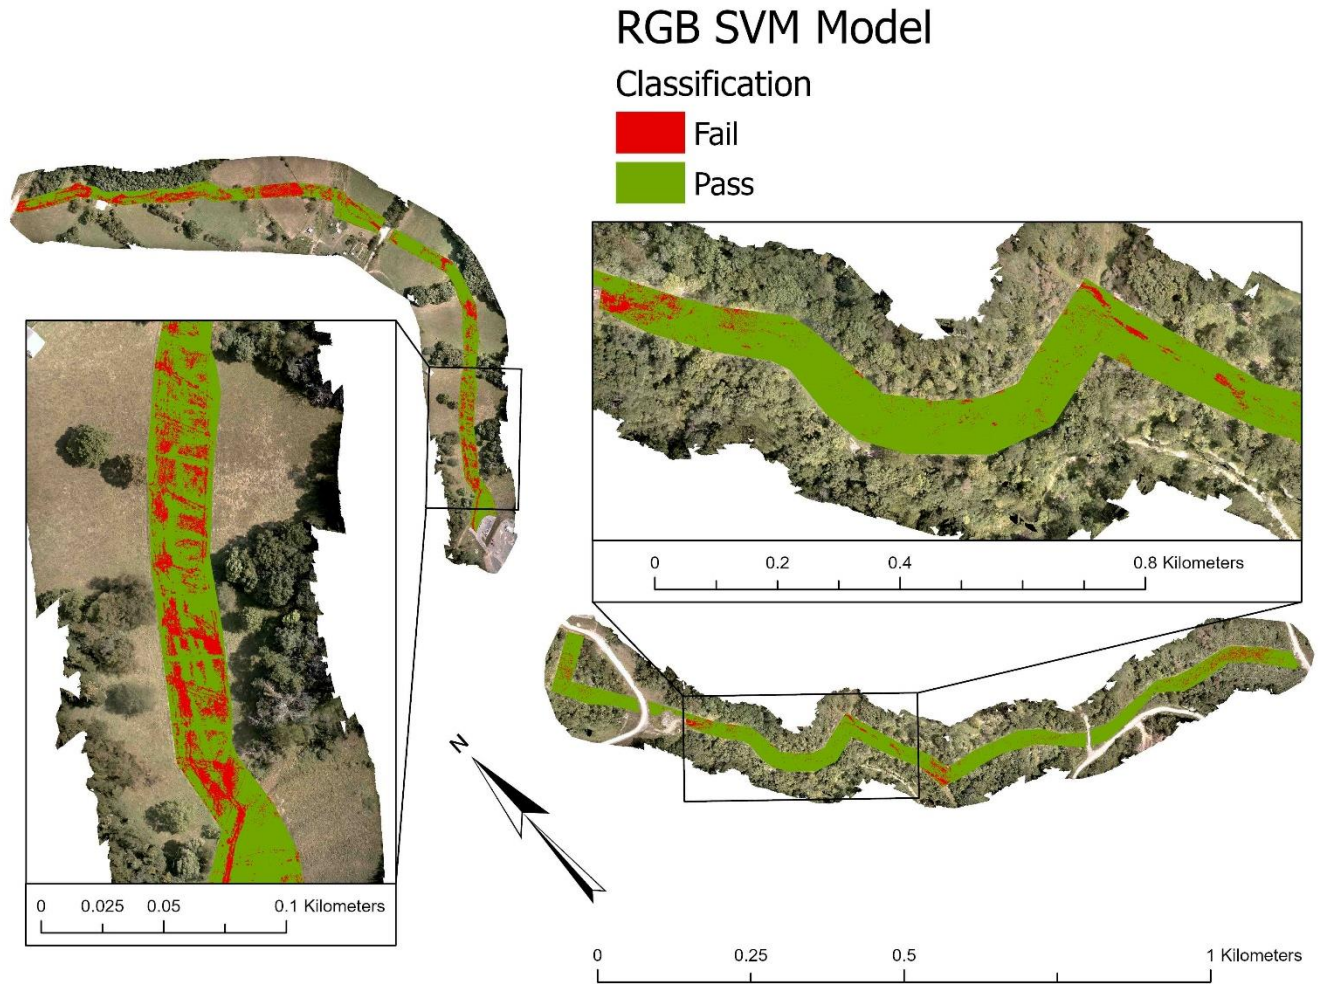 RGB SVM Model
Classification
Fail
Pass
0 0.2 0.4 0.8 Kilometers
N
0 0.025 0.05 0.1 Kilometers
0 0.25 0.5 1 Kilometers